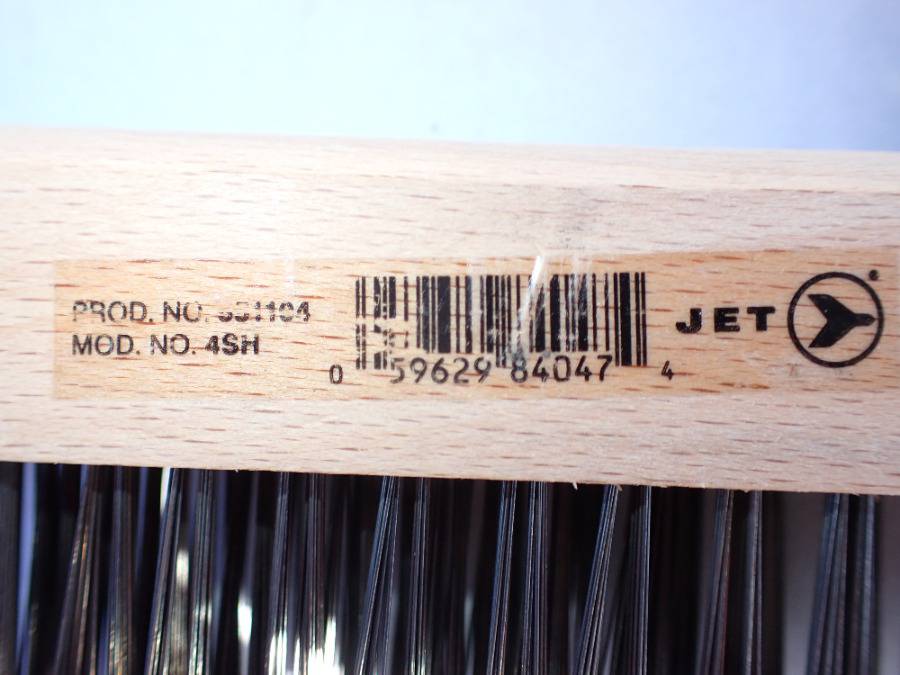 PROD. NO.
MOD. NO. 4SH
0 59629 84047 4
JET